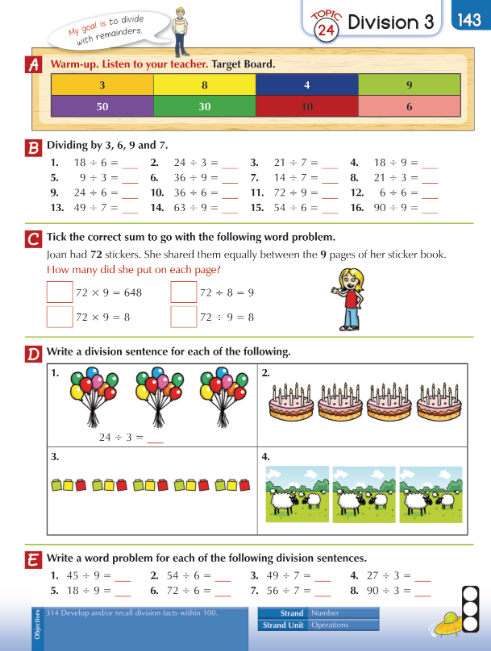 My goal is to divide
with remainders.
TOPIC
24
Division 3
143
A Warm-up. Listen to your teacher. Target Board.
3 8 4 9
50 30 10 6
B Dividing by 3, 6, 9 and 7.
1. 18 ÷ 6 = ___ 2. 24 ÷ 3 = ___ 3. 21 ÷ 7 = ___ 4. 18 ÷ 9 = ___
5. 9 ÷ 3 = ___ 6. 36 ÷ 9 = ___ 7. 14 ÷ 7 = ___ 8. 21 ÷ 3 = ___
9. 24 ÷ 6 = ___ 10. 36 ÷ 6 = ___ 11. 72 ÷ 9 = ___ 12. 6 ÷ 6 = ___
13. 49 ÷ 7 = ___ 14. 63 ÷ 9 = ___ 15. 54 ÷ 6 = ___ 16. 90 ÷ 9 = ___
C Tick the correct sum to go with the following word problem.
Joan had 72 stickers. She shared them equally between the 9 pages of her sticker book.
How many did she put on each page?
72 × 9 = 648 72 ÷ 8 = 9
72 × 9 = 8 72 ÷ 9 = 8
D Write a division sentence for each of the following.
1. 2.
24 ÷ 3 = ___
3. 4.
E Write a word problem for each of the following division sentences.
1. 45 ÷ 9 = ___ 2. 54 ÷ 6 = ___ 3. 49 ÷ 7 = ___ 4. 27 ÷ 3 = ___
5. 18 ÷ 9 = ___ 6. 72 ÷ 6 = ___ 7. 56 ÷ 7 = ___ 8. 90 ÷ 3 = ___
Objectives
314 Develop and/or recall division facts within 100.
Strand Number
Strand Unit Operations